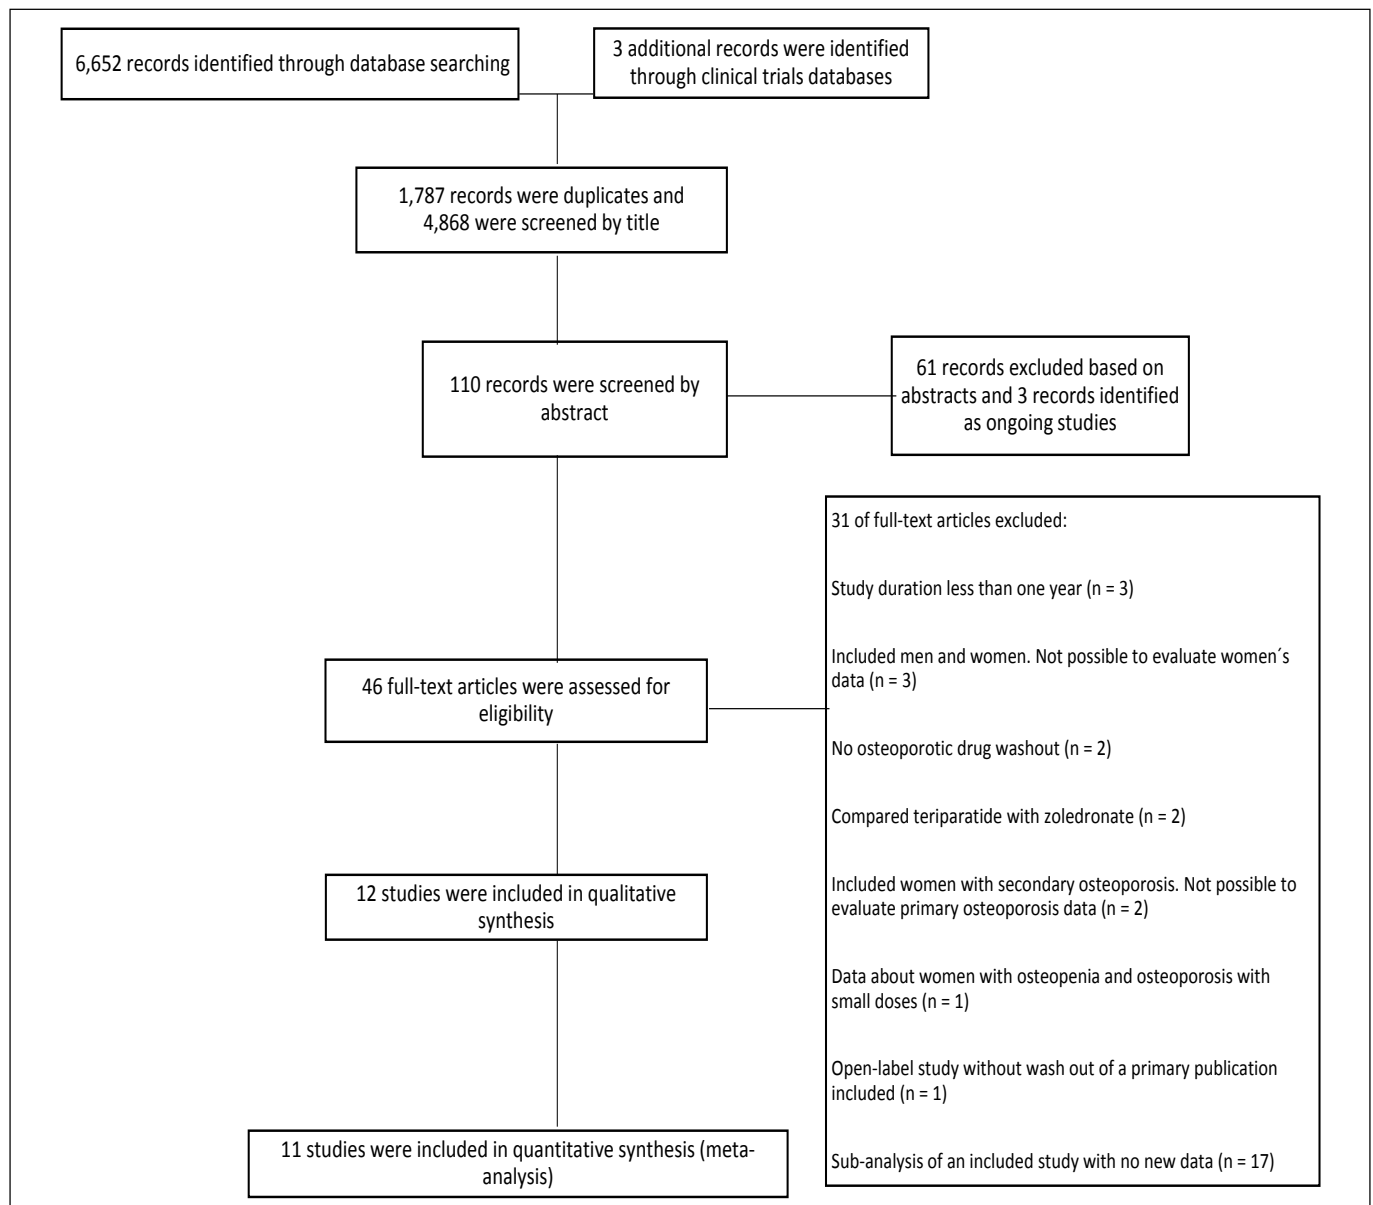 6,652 records identified through database searching
3 additional records were identified
through clinical trials databases
1,787 records were duplicates and
4,868 were screened by title
110 records were screened by
abstract
61 records excluded based on
abstracts and 3 records identified
as ongoing studies
46 full-text articles were assessed for
eligibility
31 of full-text articles excluded:
Study duration less than one year (n = 3)
Included men and women. Not possible to evaluate women´s
data (n = 3)
No osteoporotic drug washout (n = 2)
Compared teriparatide with zoledronate (n = 2)
Included women with secondary osteoporosis. Not possible to
evaluate primary osteoporosis data (n = 2)
Data about women with osteopenia and osteoporosis with
small doses (n = 1)
Open-label study without wash out of a primary publication
included (n = 1)
Sub-analysis of an included study with no new data (n = 17)
12 studies were included in qualitative
synthesis
11 studies were included in quantitative synthesis (meta-
analysis)